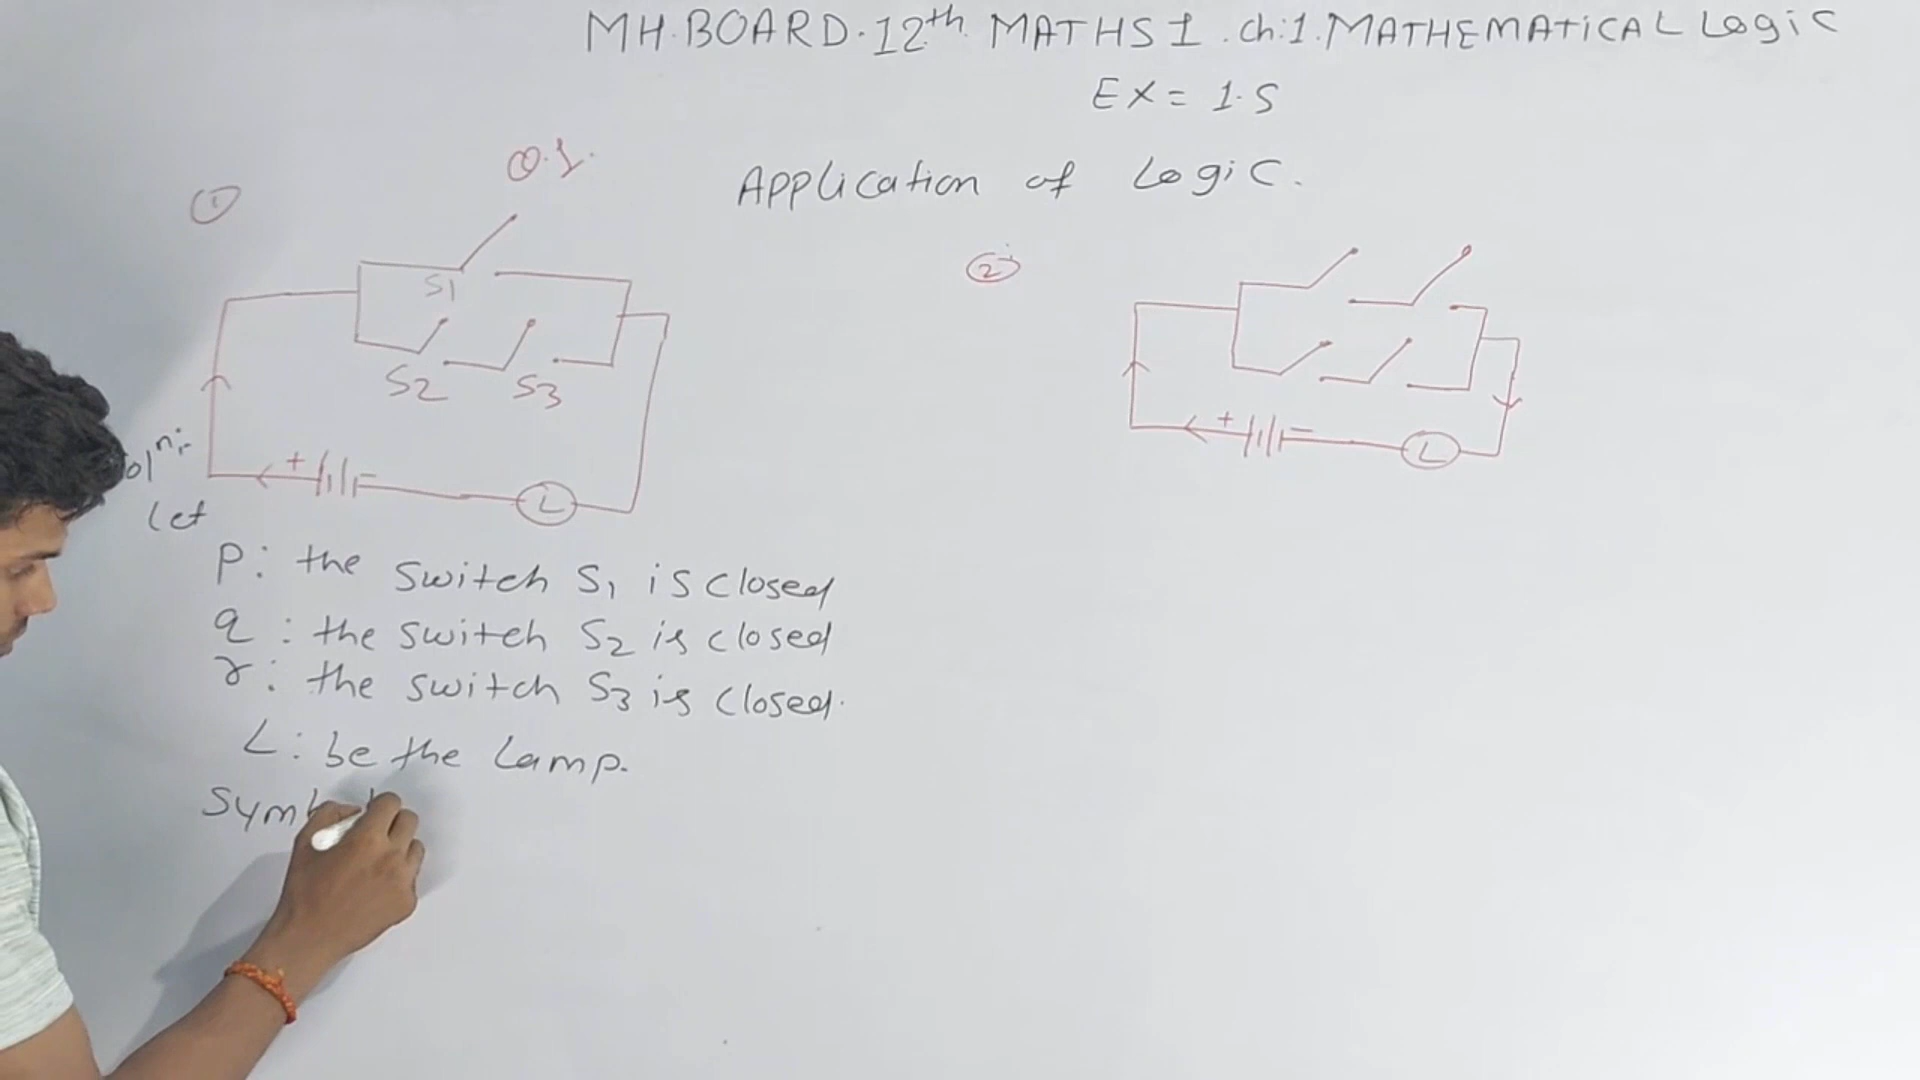 MH.BOARD.12th MATHS 1. ch:1.MATHEMATICAL LOGIC
EX = 1.5
Q.1.
APPlication of LogiC.
①
S1
S2 S3
+ -
L
②
+ -
L
olⁿ:-
Let
P: the switch S₁ is closed
q: the switch S₂ is closed
r: the switch S₃ is closed.
L: be the Lamp.
Symb